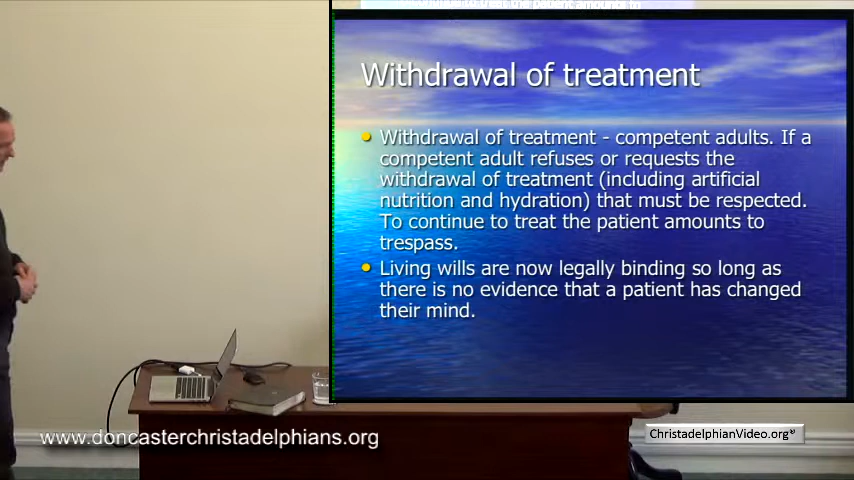 Withdrawal of treatment
Withdrawal of treatment - competent adults. If a
competent adult refuses or requests the
withdrawal of treatment (including artificial
nutrition and hydration) that must be respected.
To continue to treat the patient amounts to
trespass.
Living wills are now legally binding so long as
there is no evidence that a patient has changed
their mind.
www.doncasterchristadelphians.org
ChristadelphianVideo.org®